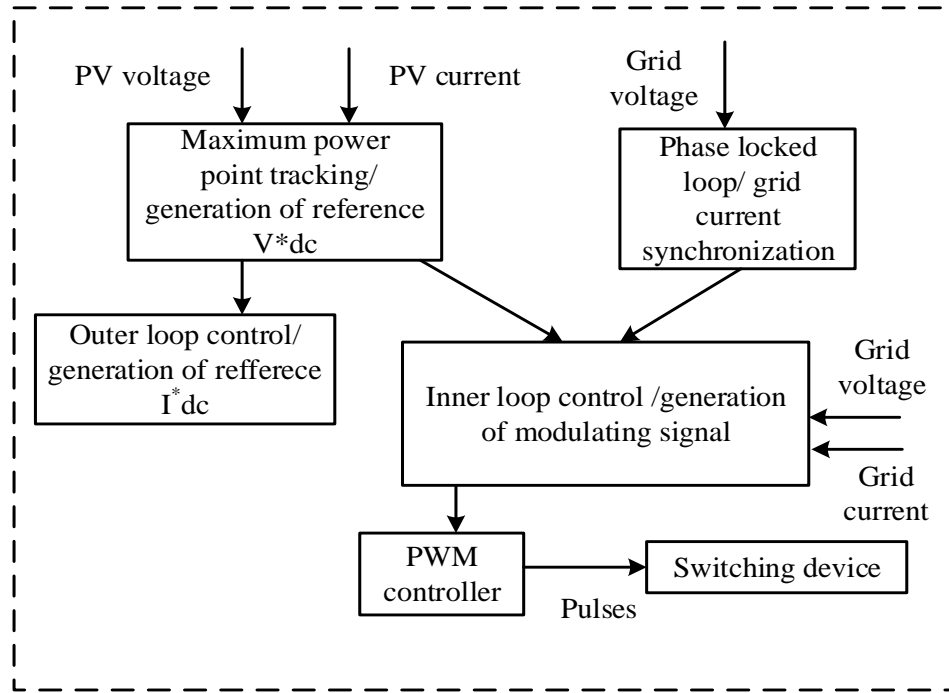 PV voltage
PV current
Grid
voltage
Maximum power
point tracking/
generation of reference
V*dc
Phase locked
loop/ grid
current
synchronization
Outer loop control/
generation of refferece
I*dc
Inner loop control /generation
of modulating signal
Grid
voltage
Grid
current
PWM
controller
Pulses
Switching device